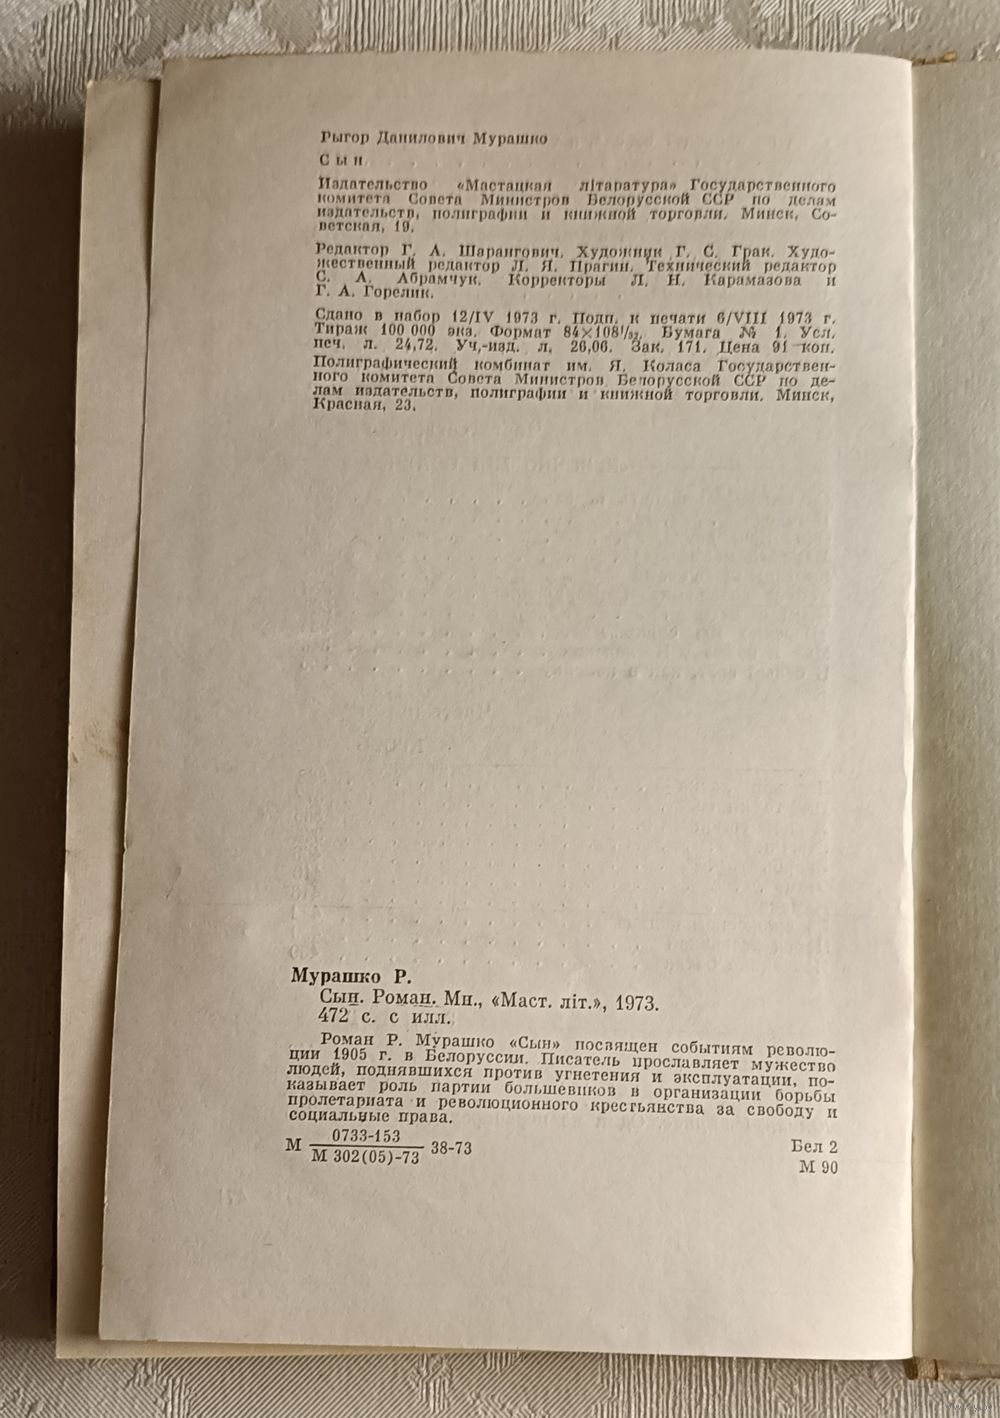 Рыгор Данилович Мурашко
Сын
Издательство «Мастацкая літаратура» Государственного
комитета Совета Министров Белорусской ССР по делам
издательств, полиграфии и книжной торговли. Минск, Со-
ветская, 19.
Редактор Г. А. Шарангович. Художник Г. С. Грак. Худо-
жественный редактор Л. Я. Прагин. Технический редактор
С. А. Абрамчук. Корректоры Л. Н. Карамазова и
Г. А. Горелик.
Сдано в набор 12/IV 1973 г. Подп. к печати 6/VIII 1973 г.
Тираж 100 000 экз. Формат 84×108¹/₃₂. Бумага № 1. Усл.
печ. л. 24,72. Уч.-изд. л. 26,06. Зак. 171. Цена 91 коп.
Полиграфический комбинат им. Я. Коласа Государствен-
ного комитета Совета Министров Белорусской ССР по де-
лам издательств, полиграфии и книжной торговли. Минск,
Красная, 23.
Мурашко Р.
Сын. Роман. Мн., «Маст. літ.», 1973.
472 с. с илл.
Роман Р. Мурашко «Сын» посвящен событиям револю-
ции 1905 г. в Белоруссии. Писатель прославляет мужество
людей, поднявшихся против угнетения и эксплуатации, по-
казывает роль партии большевиков в организации борьбы
пролетариата и революционного крестьянства за свободу и
социальные права.
М 0733-153 38-73
М 302(05)-73
Бел 2
М 90